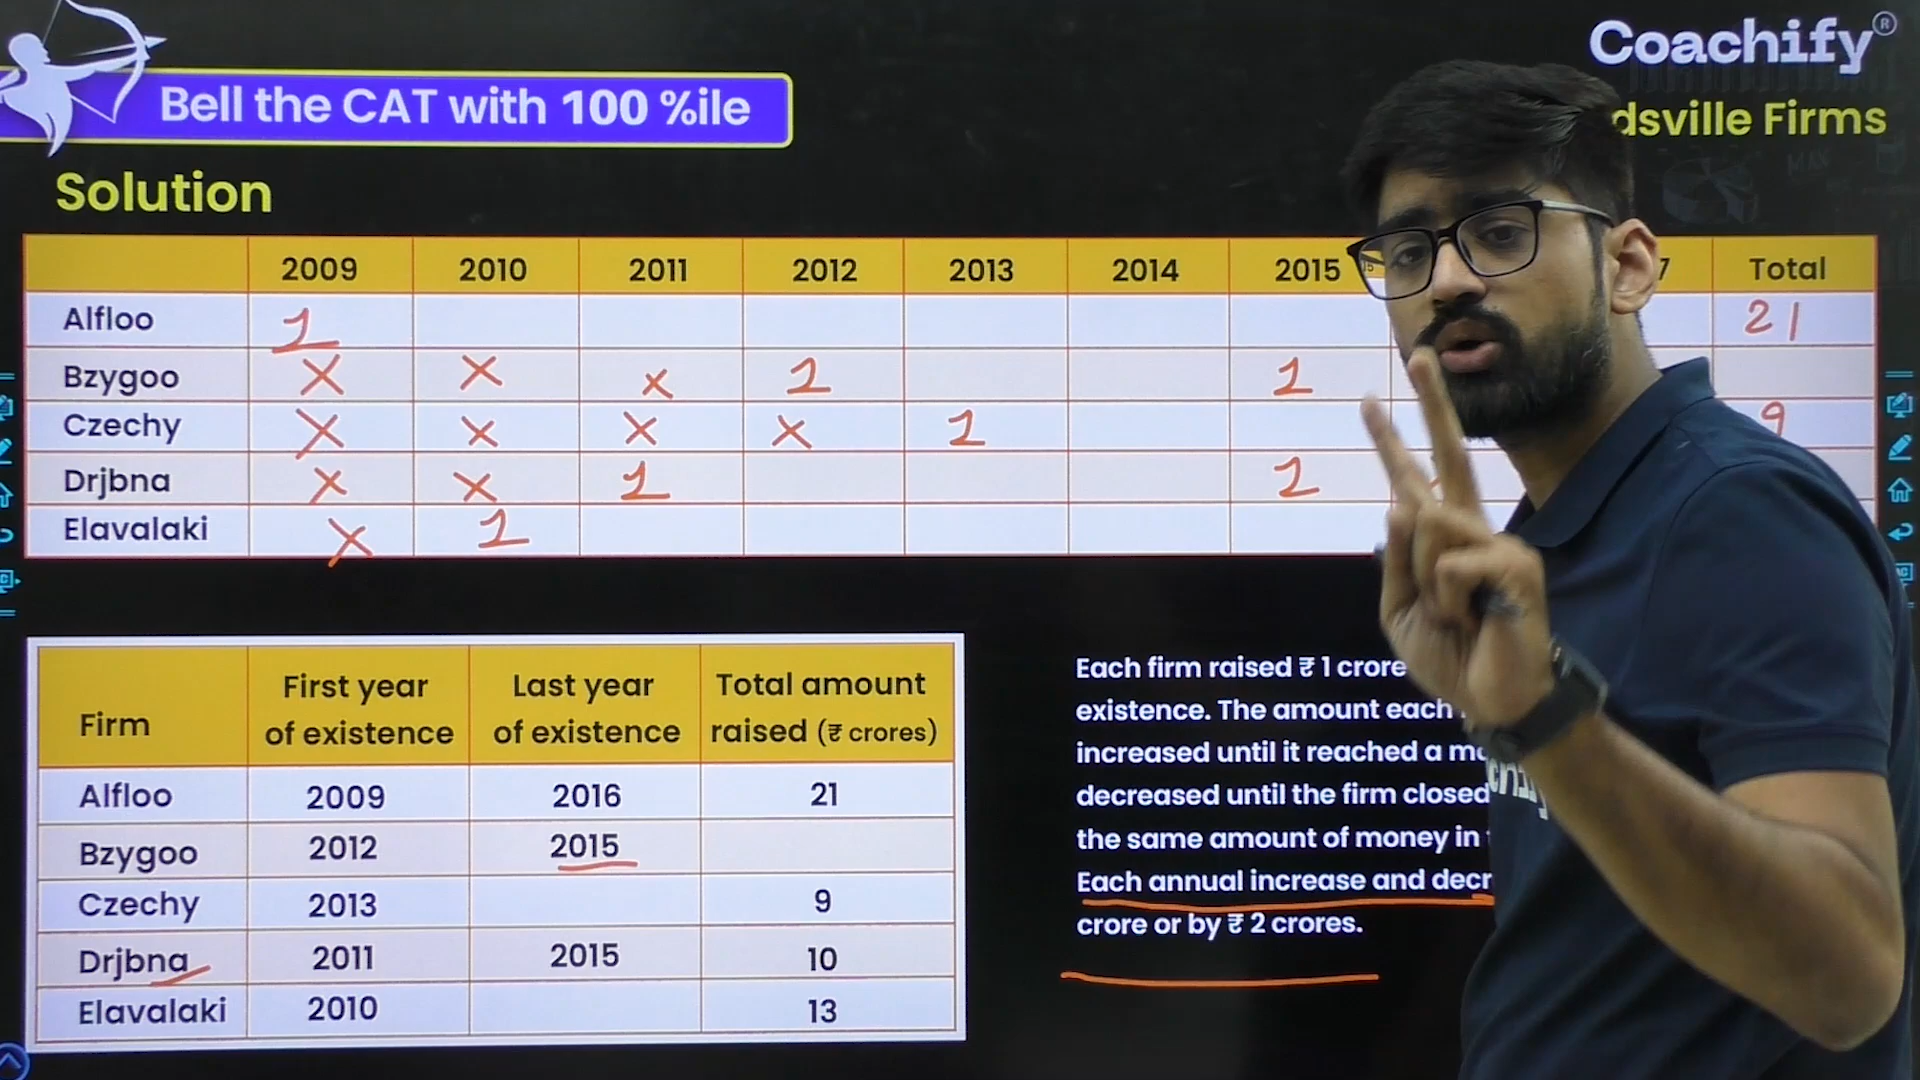 Coachify®
Bell the CAT with 100 %ile
dsville Firms
Solution
2009 2010 2011 2012 2013 2014 2015 7 Total
Alfloo 1 21
Bzygoo x x x 1 1
Czechy x x x x 1 9
Drjbna x x 1 1
Elavalaki x 1
Firm First year of existence Last year of existence Total amount raised (₹ crores)
Alfloo 2009 2016 21
Bzygoo 2012 2015
Czechy 2013 9
Drjbna 2011 2015 10
Elavalaki 2010 13
Each firm raised ₹ 1 crore
existence. The amount each
increased until it reached a m
decreased until the firm closed
the same amount of money in
Each annual increase and decr
crore or by ₹ 2 crores.